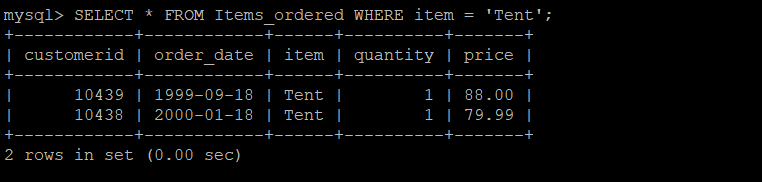 mysql> SELECT * FROM Items_ordered WHERE item = 'Tent';
+------------+------------+------+----------+-------+
| customerid | order_date | item | quantity | price |
+------------+------------+------+----------+-------+
|      10439 | 1999-09-18 | Tent |        1 | 88.00 |
|      10438 | 2000-01-18 | Tent |        1 | 79.99 |
+------------+------------+------+----------+-------+
2 rows in set (0.00 sec)